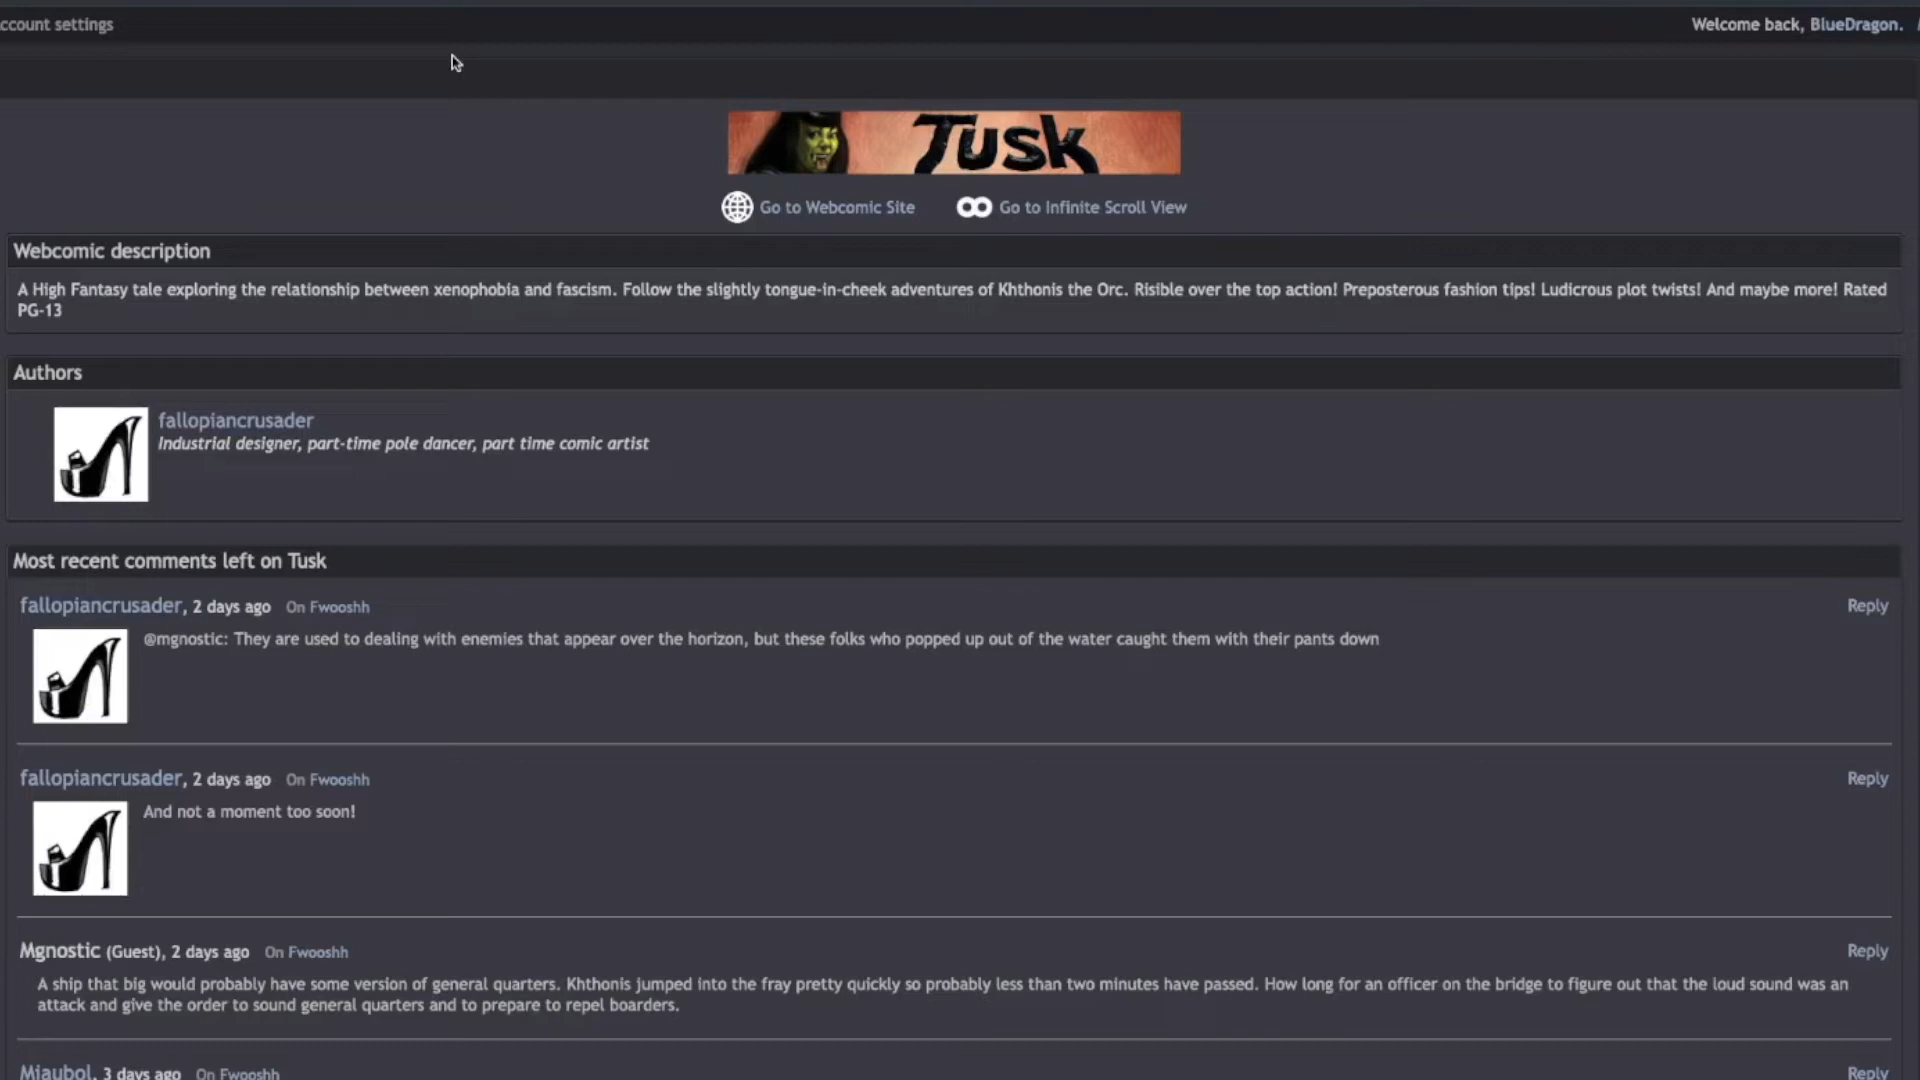 ccount settings
Welcome back, BlueDragon.
Tusk
Go to Webcomic Site
Go to Infinite Scroll View
Webcomic description
A High Fantasy tale exploring the relationship between xenophobia and fascism. Follow the slightly tongue-in-cheek adventures of Khthonis the Orc. Risible over the top action! Preposterous fashion tips! Ludicrous plot twists! And maybe more! Rated
PG-13
Authors
fallopiancrusader
Industrial designer, part-time pole dancer, part time comic artist
Most recent comments left on Tusk
fallopiancrusader, 2 days ago On Fwooshh
Reply
@mgnostic: They are used to dealing with enemies that appear over the horizon, but these folks who popped up out of the water caught them with their pants down
fallopiancrusader, 2 days ago On Fwooshh
Reply
And not a moment too soon!
Mgnostic (Guest), 2 days ago On Fwooshh
Reply
A ship that big would probably have some version of general quarters. Khthonis jumped into the fray pretty quickly so probably less than two minutes have passed. How long for an officer on the bridge to figure out that the loud sound was an
attack and give the order to sound general quarters and to prepare to repel boarders.
Miaubol, 3 days ago On Fwooshh
Reply